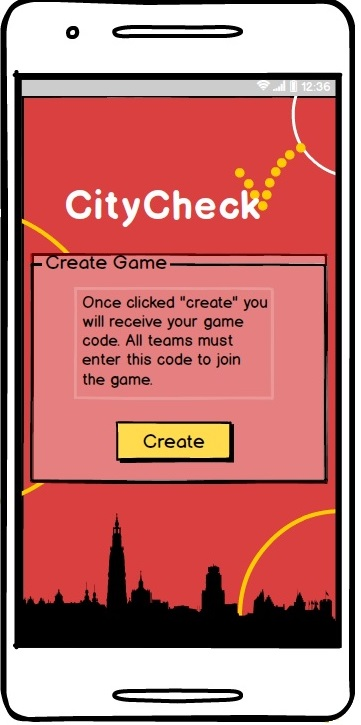 12:36
CityCheck
Create Game
Once clicked "create" you
will receive your game
code. All teams must
enter this code to join
the game.
Create